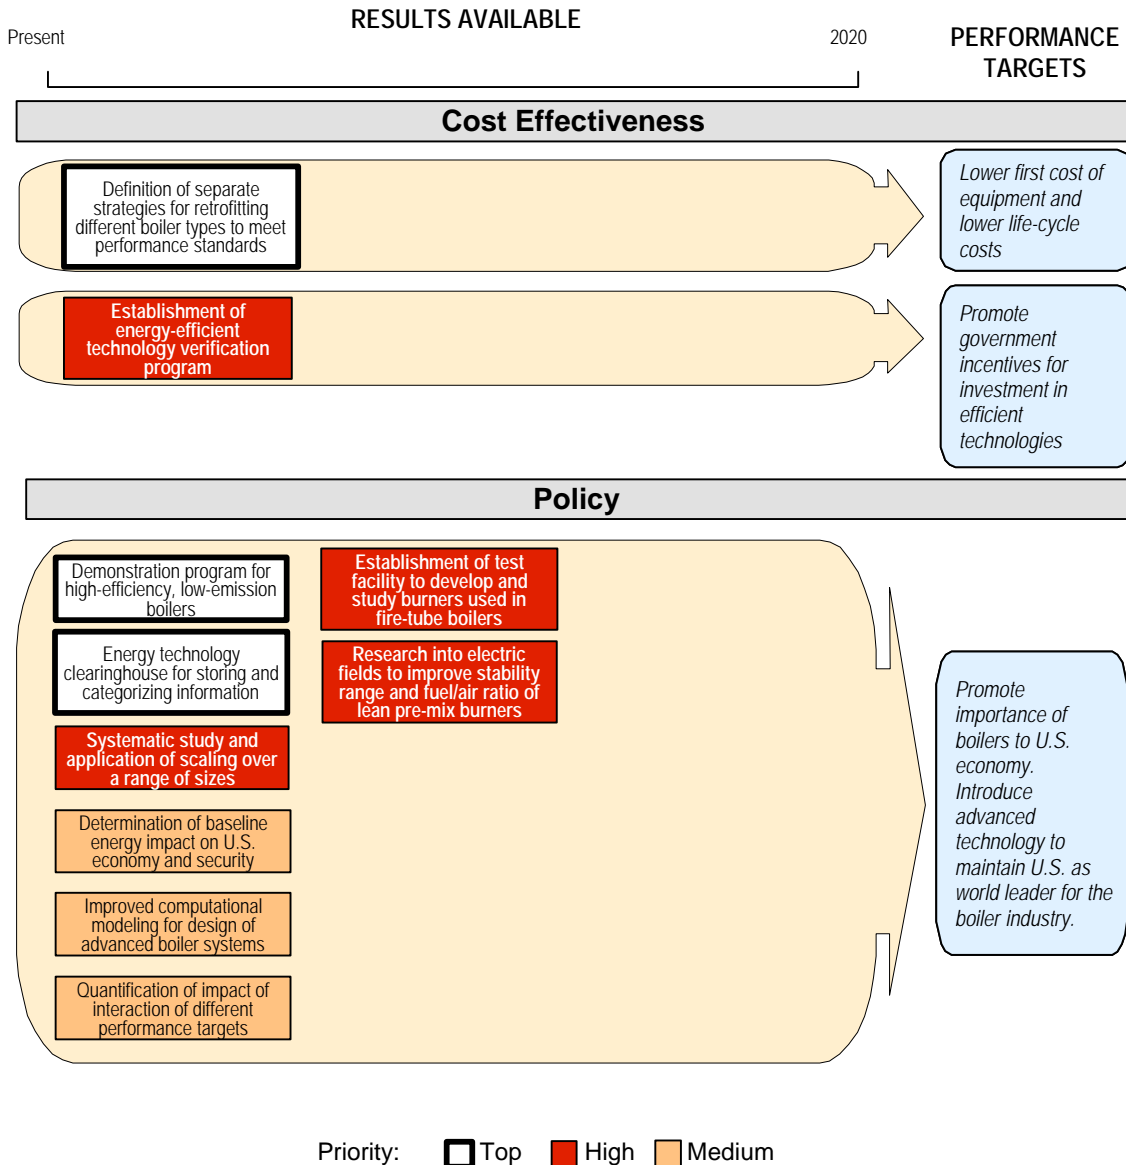 RESULTS AVAILABLE
Present
2020
PERFORMANCE
TARGETS
Cost Effectiveness
Definition of separate
strategies for retrofitting
different boiler types to meet
performance standards
Lower first cost of
equipment and
lower life-cycle
costs
Establishment of
energy-efficient
technology verification
program
Promote
government
incentives for
investment in
efficient
technologies
Policy
Demonstration program for
high-efficiency, low-emission
boilers
Energy technology
clearinghouse for storing and
categorizing information
Systematic study and
application of scaling over
a range of sizes
Determination of baseline
energy impact on U.S.
economy and security
Improved computational
modeling for design of
advanced boiler systems
Quantification of impact of
interaction of different
performance targets
Establishment of test
facility to develop and
study burners used in
fire-tube boilers
Research into electric
fields to improve stability
range and fuel/air ratio of
lean pre-mix burners
Promote
importance of
boilers to U.S.
economy.
Introduce
advanced
technology to
maintain U.S. as
world leader for the
boiler industry.
Priority: Top High Medium